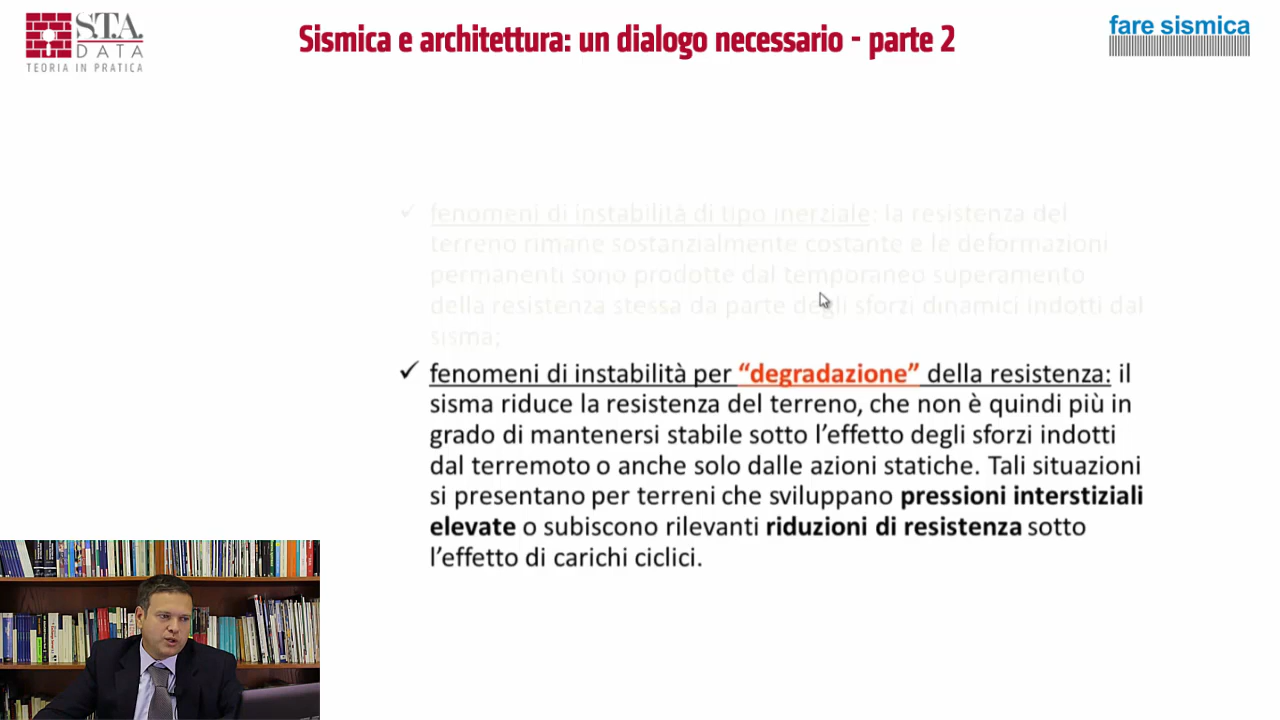 S.T.A.
DATA
TEORIA IN PRATICA
Sismica e architettura: un dialogo necessario - parte 2
fare sismica
✓ fenomeni di instabilità di tipo inerziale: la resistenza del
terreno rimane sostanzialmente costante e le deformazioni
permanenti sono prodotte dal temporaneo superamento
della resistenza stessa da parte degli sforzi dinamici indotti dal
sisma;
✓ fenomeni di instabilità per “degradazione” della resistenza: il
sisma riduce la resistenza del terreno, che non è quindi più in
grado di mantenersi stabile sotto l’effetto degli sforzi indotti
dal terremoto o anche solo dalle azioni statiche. Tali situazioni
si presentano per terreni che sviluppano pressioni interstiziali
elevate o subiscono rilevanti riduzioni di resistenza sotto
l’effetto di carichi ciclici.